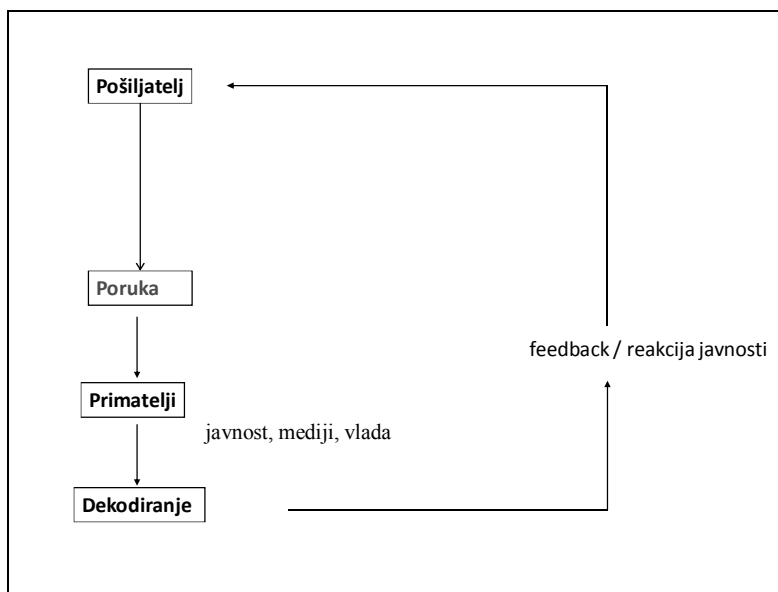 Pošiljatelj
Poruka
feedback / reakcija javnosti
Primatelji
javnost, mediji, vlada
Dekodiranje